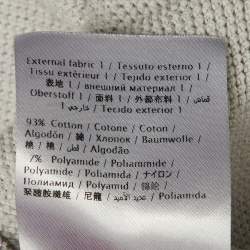 External fabric 1 / Tessuto esterno 1 /
Tissu extérieur 1 / Tejido exterior 1 /
表地 1 / внешний материал 1 /
Oberstoff 1 / 面料 1 / 外部布料 1 /
قماش خارجي 1 /
Tecido exterior 1
93% Cotton / Cotone / Coton /
Algodón / 綿 / Хлопок / Baumwolle /
棉 / 棉 / قطن / Algodão
7% Polyamide / Poliammide /
Polyamide / Poliamida / ナイロン /
Полиамид / Polyamid / 锦纶 /
聚醯胺纖維 / 尼龍 / عديد الأميد /
Poliamida